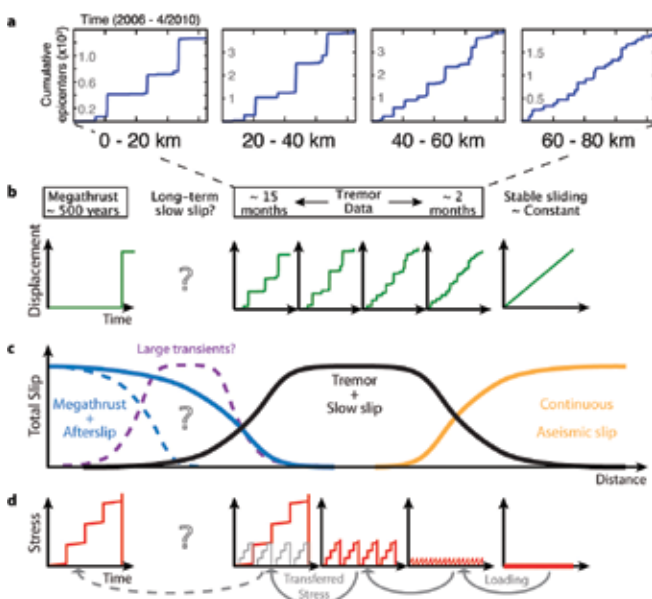 a
Time (2006 - 4/2010)
Cumulative
epicenters (x10³)
1.2
0.6
0
3
2
1
3
2
1
1.5
1.0
0.5
0 - 20 km
20 - 40 km
40 - 60 km
60 - 80 km
b
Megathrust
~ 500 years
Long-term
slow slip?
~ 15
months
Tremor
Data
~ 2
months
Stable sliding
~ Constant
Displacement
?
Time
c
Large transients?
Total Slip
Megathrust
+
Afterslip
?
Tremor
+
Slow slip
Continuous
Aseismic slip
Distance
d
Stress
?
Time
Transferred
Stress
Loading